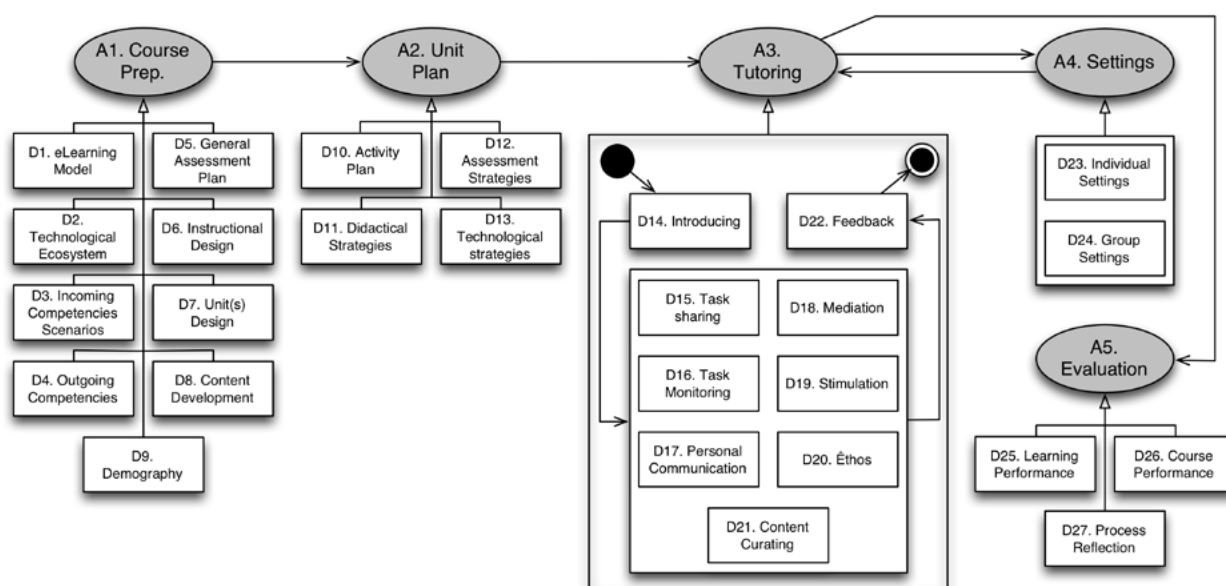 A1. Course
Prep.
A2. Unit
Plan
A3.
Tutoring
A4. Settings
D1. eLearning
Model
D5. General
Assessment
Plan
D2.
Technological
Ecosystem
D6. Instructional
Design
D3. Incoming
Competencies
Scenarios
D7. Unit(s)
Design
D4. Outgoing
Competencies
D8. Content
Development
D9.
Demography
D10. Activity
Plan
D12.
Assessment
Strategies
D11. Didactical
Strategies
D13.
Technological
strategies
D14. Introducing
D22. Feedback
D15. Task
sharing
D18. Mediation
D16. Task
Monitoring
D19. Stimulation
D17. Personal
Communication
D20. Êthos
D21. Content
Curating
D23. Individual
Settings
D24. Group
Settings
A5.
Evaluation
D25. Learning
Performance
D26. Course
Performance
D27. Process
Reflection